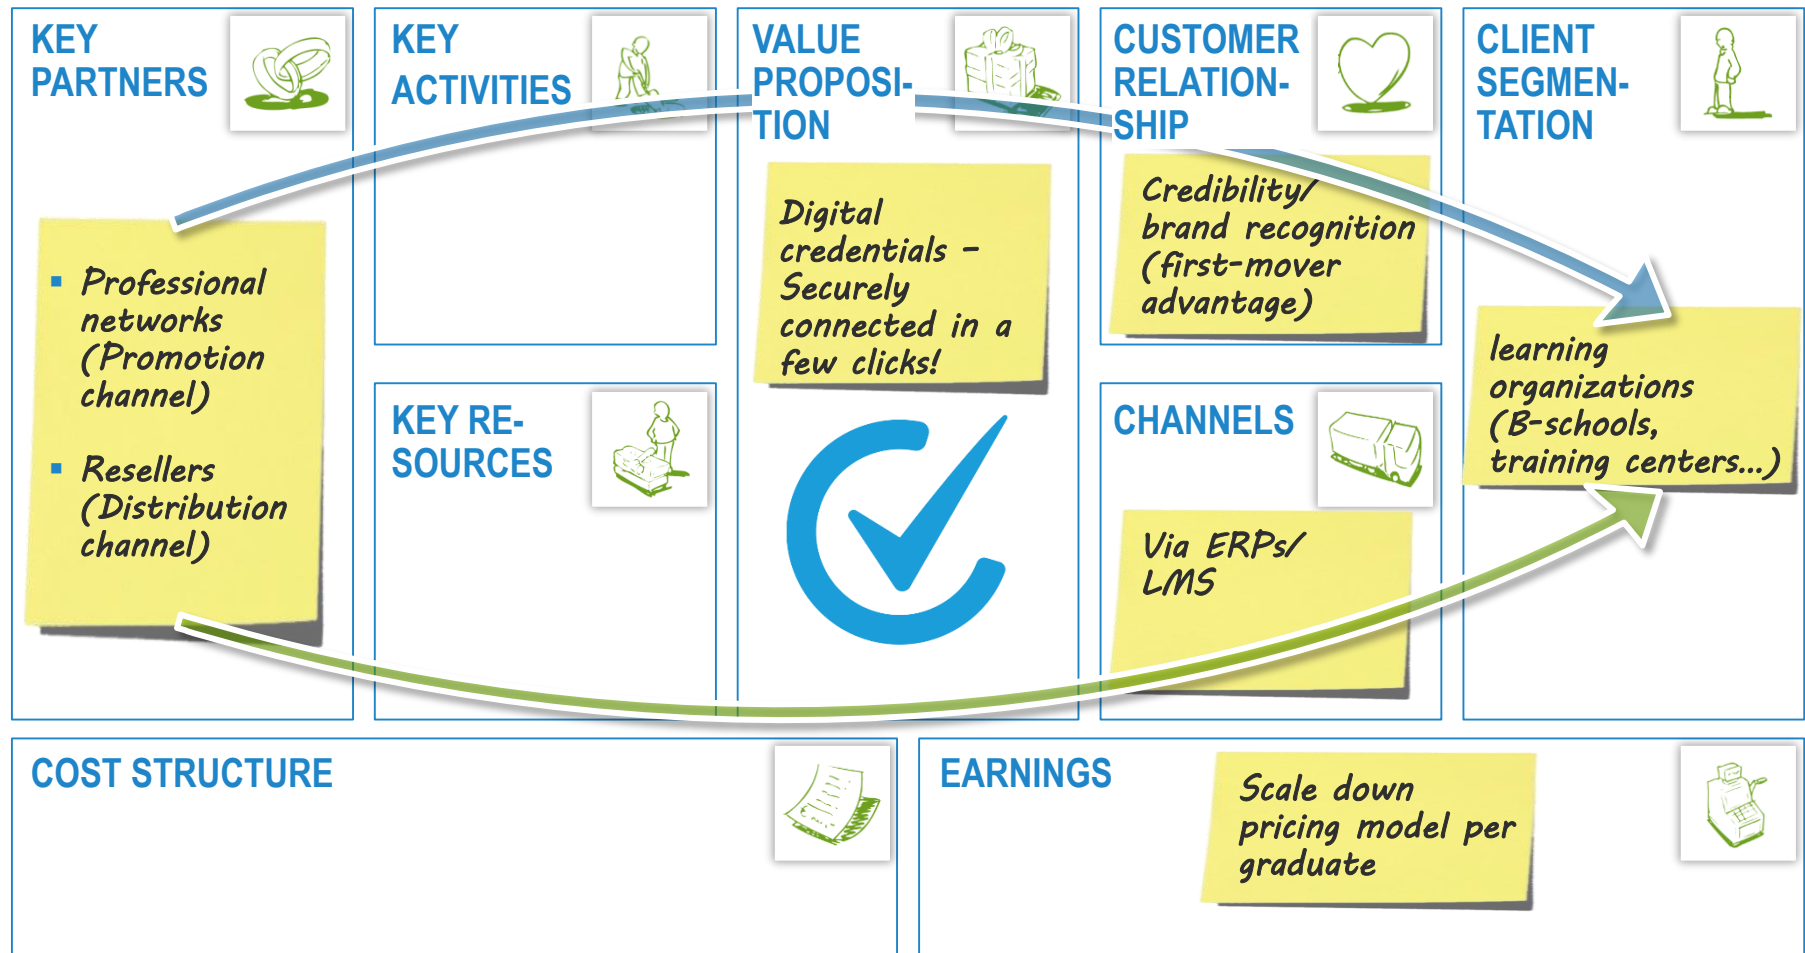 KEY
PARTNERS
▪ Professional
networks
(Promotion
channel)
▪ Resellers
(Distribution
channel)
KEY
ACTIVITIES
KEY RE-
SOURCES
VALUE
PROPOSI-
TION
Digital
credentials –
Securely
connected in a
few clicks!
CUSTOMER
RELATION-
SHIP
Credibility/
brand recognition
(first-mover
advantage)
CHANNELS
Via ERPs/
LMS
CLIENT
SEGMEN-
TATION
learning
organizations
(B-schools,
training centers...)
COST STRUCTURE
EARNINGS
Scale down
pricing model per
graduate